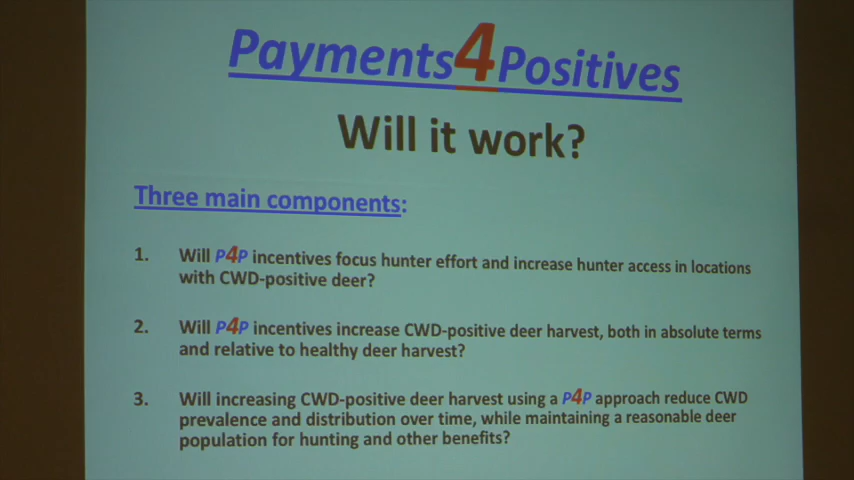 Payments4Positives
Will it work?
Three main components:
1. Will P4P incentives focus hunter effort and increase hunter access in locations
with CWD-positive deer?
2. Will P4P incentives increase CWD-positive deer harvest, both in absolute terms
and relative to healthy deer harvest?
3. Will increasing CWD-positive deer harvest using a P4P approach reduce CWD
prevalence and distribution over time, while maintaining a reasonable deer
population for hunting and other benefits?